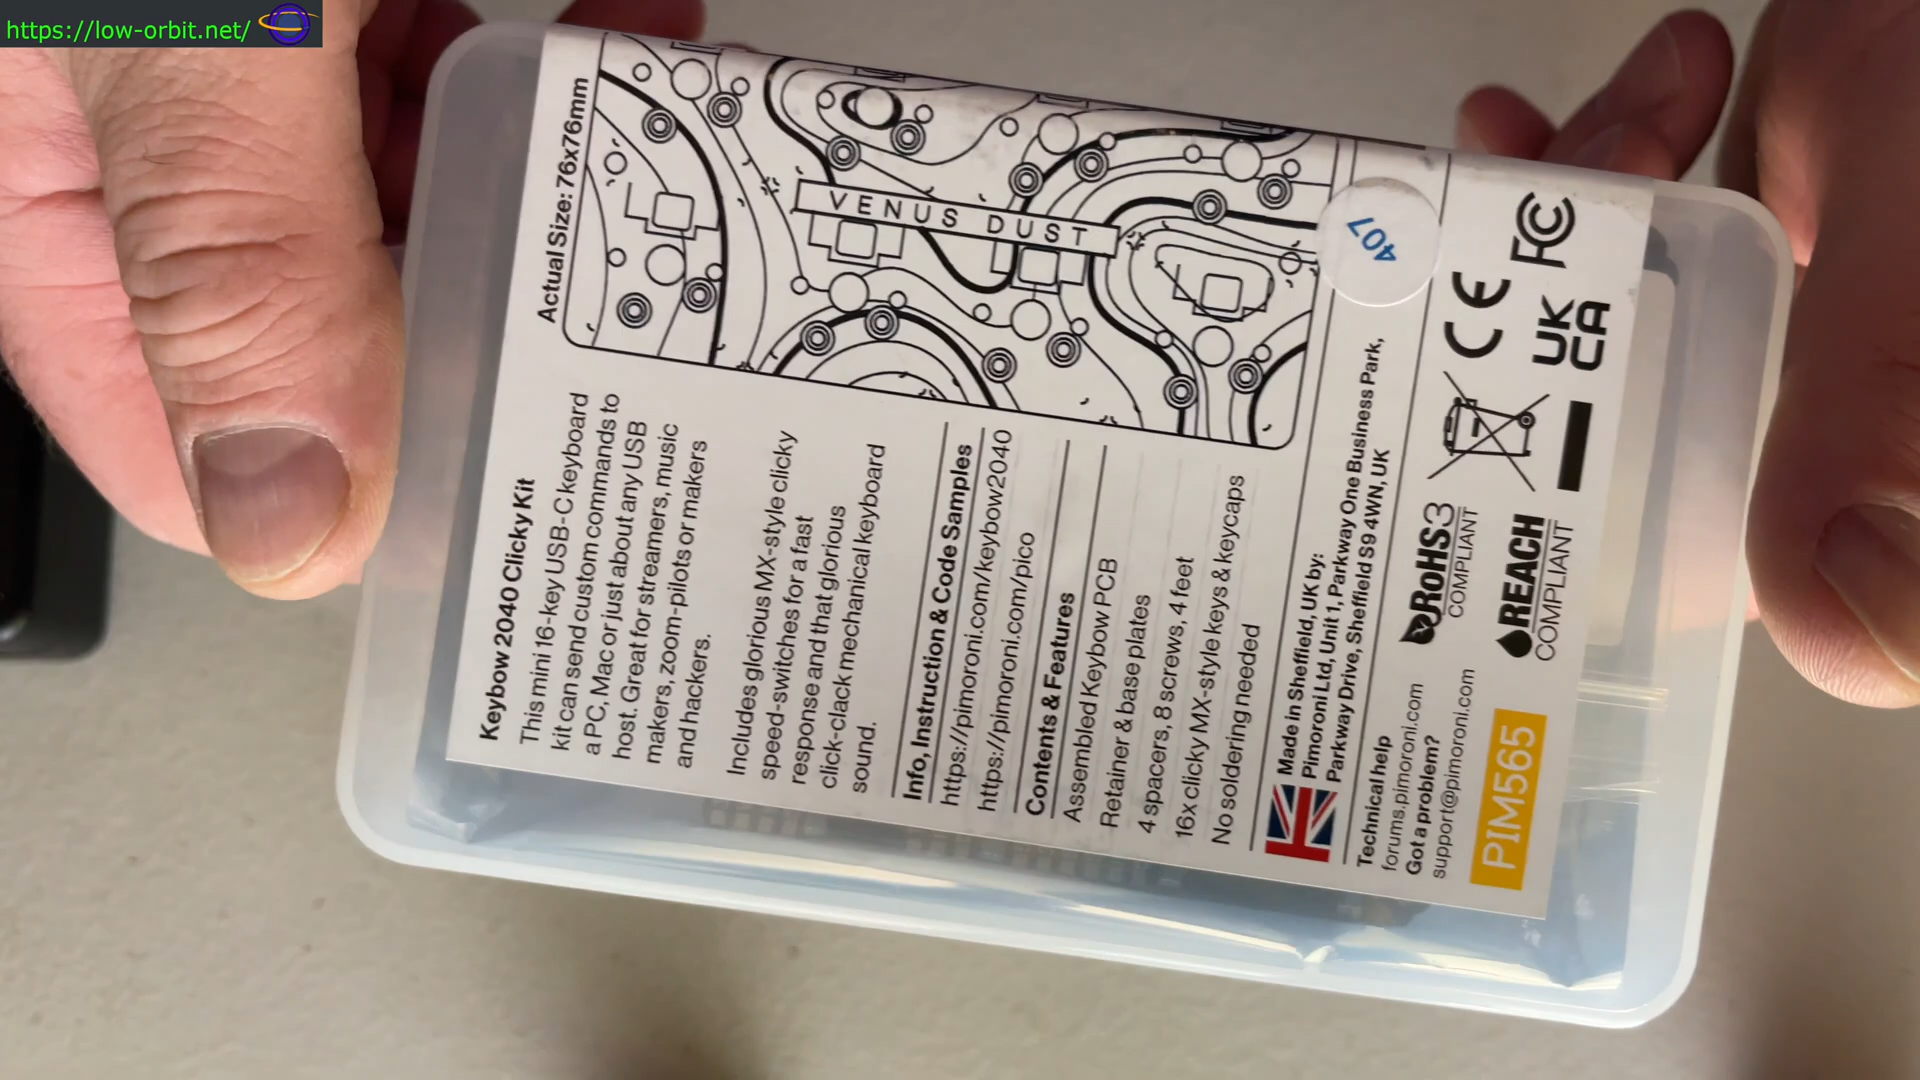 https://low-orbit.net/
Actual Size: 76x76mm
VENUS DUST
Keybow 2040 Clicky Kit
This mini 16-key USB-C keyboard
kit can send custom commands to
a PC, Mac or just about any USB
host. Great for streamers, music
makers, zoom-pilots or makers
and hackers.
Includes glorious MX-style clicky
speed-switches for a fast
response and that glorious
click-clack mechanical keyboard
sound.
Info, Instruction & Code Samples
https://pimoroni.com/keybow2040
https://pimoroni.com/pico
Contents & Features
Assembled Keybow PCB
Retainer & base plates
4 spacers, 8 screws, 4 feet
16x clicky MX-style keys & keycaps
No soldering needed
407
Made in Sheffield, UK by:
Pimoroni Ltd, Unit 1, Parkway One Business Park,
Parkway Drive, Sheffield S9 4WN, UK
Technical help
forums.pimoroni.com
Got a problem?
support@pimoroni.com
PIM565
RoHS3
COMPLIANT
REACH
COMPLIANT
CE
FC
UK
CA